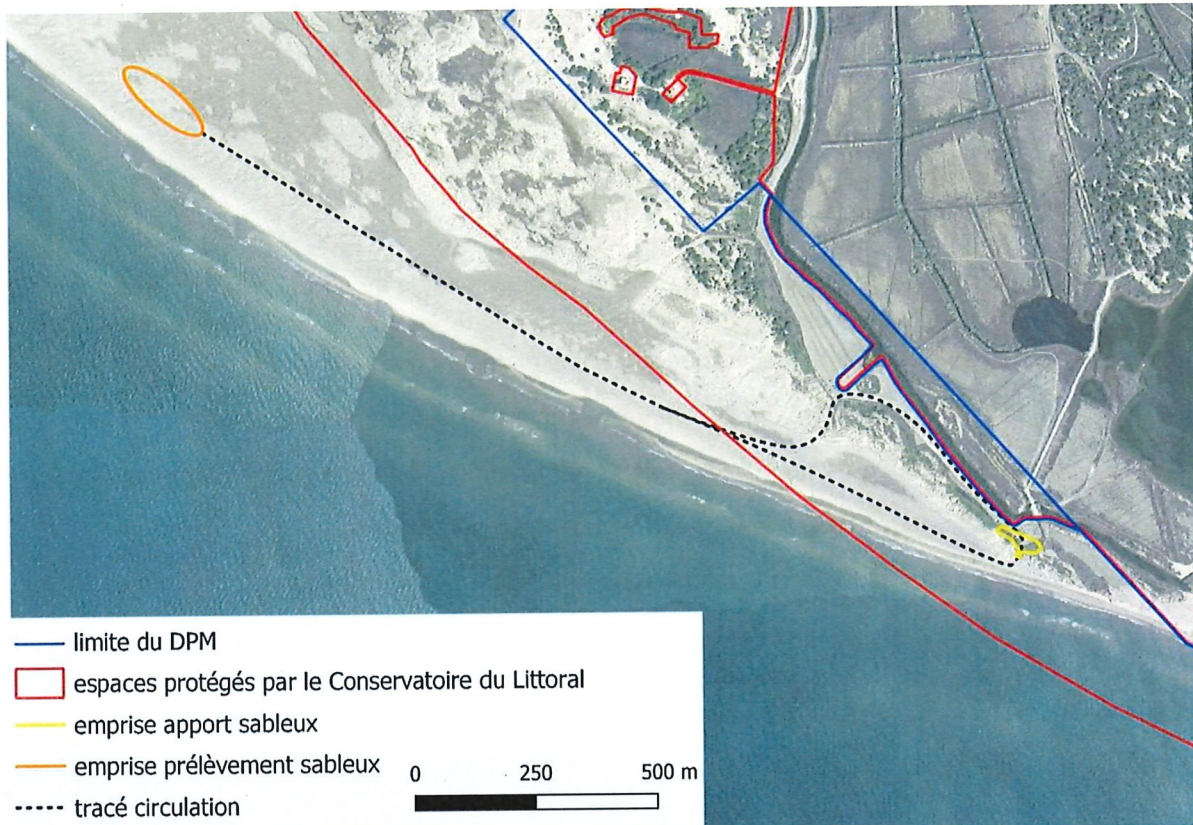 limite du DPM
espaces protégés par le Conservatoire du Littoral
emprise apport sableux
emprise prélèvement sableux
0 250 500 m
tracé circulation